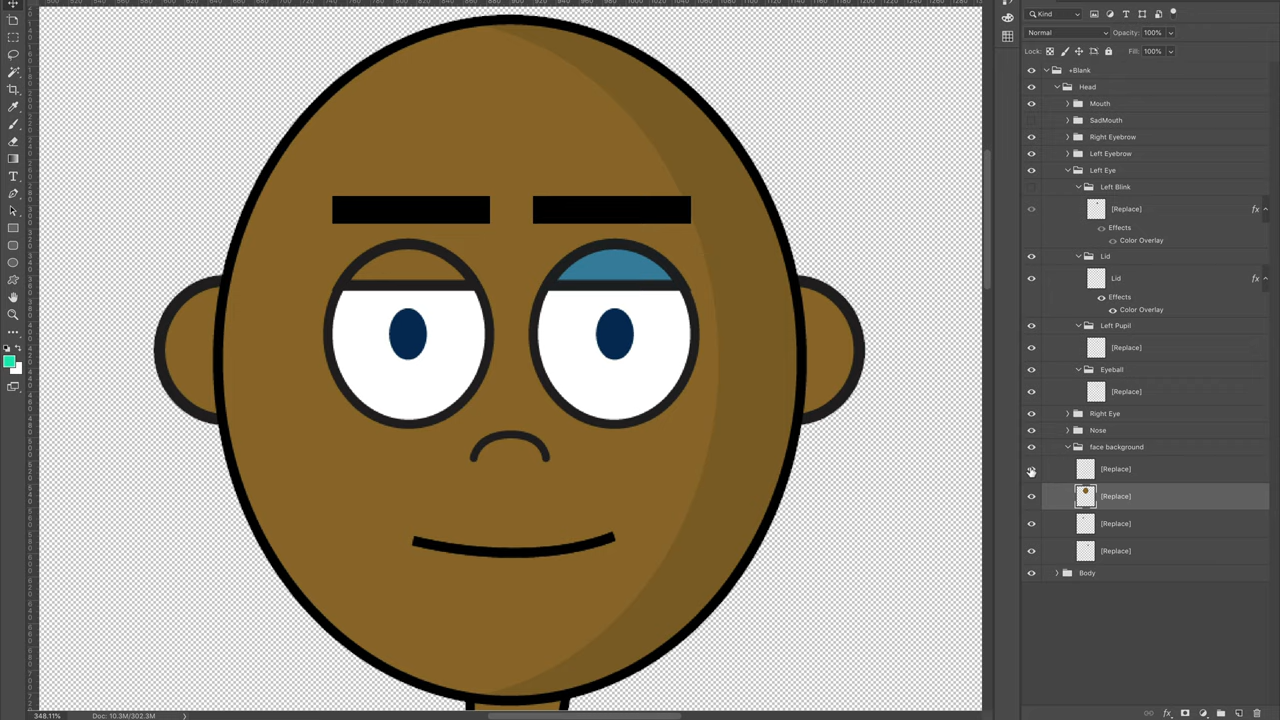 Kind
Normal
Opacity: 100%
Lock:
Fill: 100%
+Blank
Head
Mouth
SadMouth
Right Eyebrow
Left Eyebrow
Left Eye
Left Blink
[Replace]
fx
Effects
Color Overlay
Lid
Lid
fx
Effects
Color Overlay
Left Pupil
[Replace]
Eyeball
[Replace]
Right Eye
Nose
face background
[Replace]
[Replace]
[Replace]
[Replace]
Body
348.11%
Doc: 10.3M/302.3M